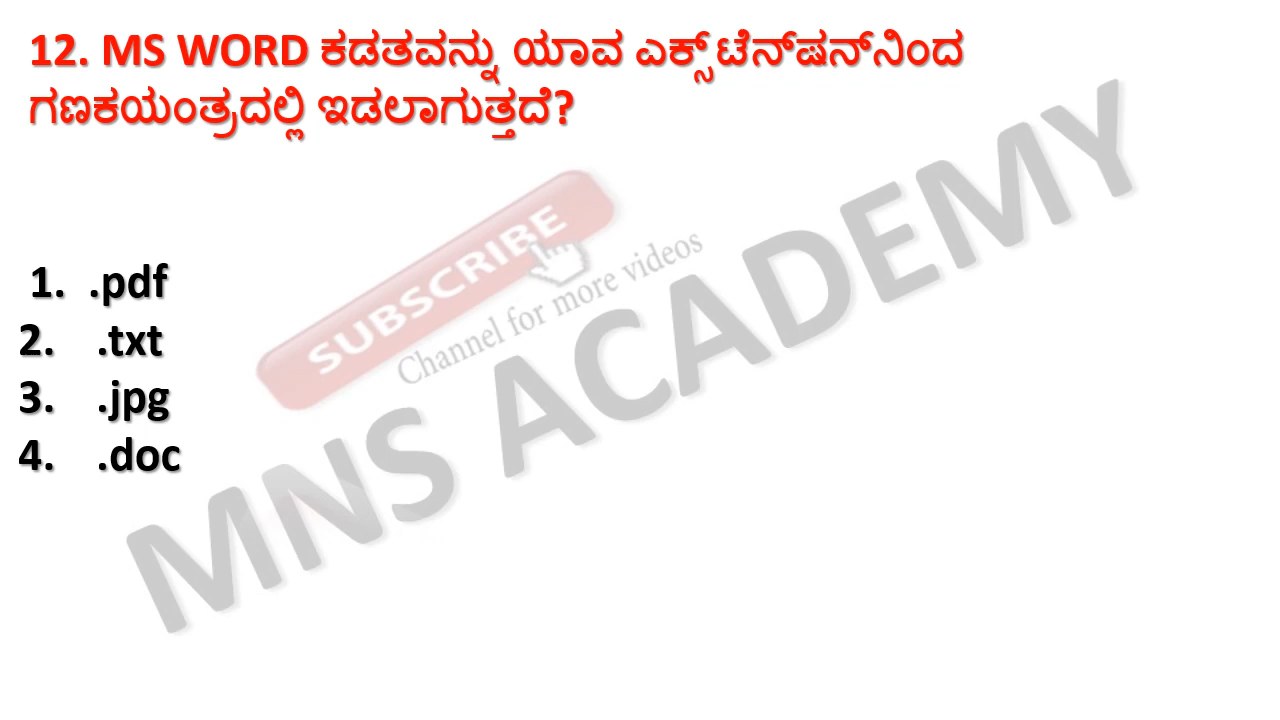 12. MS WORD ಕಡತವನ್ನು ಯಾವ ಎಕ್ಸ್‌ಟೆನ್‌ಷನ್‌ನಿಂದ
ಗಣಕಯಂತ್ರದಲ್ಲಿ ಇಡಲಾಗುತ್ತದೆ?
SUBSCRIBE
Channel for more videos
MNS ACADEMY
1. .pdf
2. .txt
3. .jpg
4. .doc